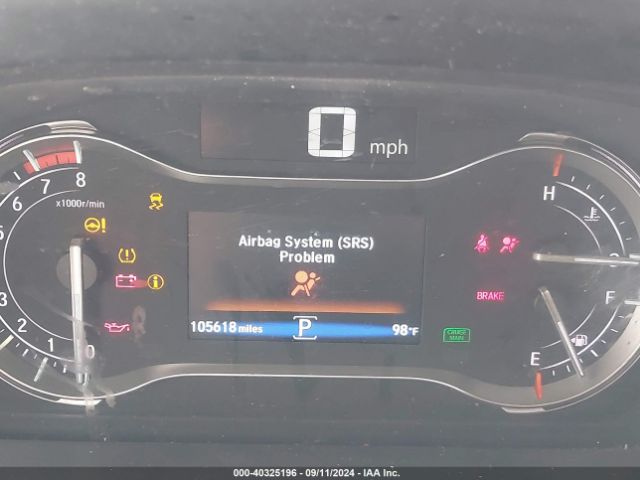 0 mph
8
7
6
5
x1000r/min
3
2
1
0
Airbag System (SRS)
Problem
105618 miles
P
98°F
H
C
BRAKE
CRUISE
MAIN
F
E
000-40325196 - 09/11/2024 - IAA Inc.